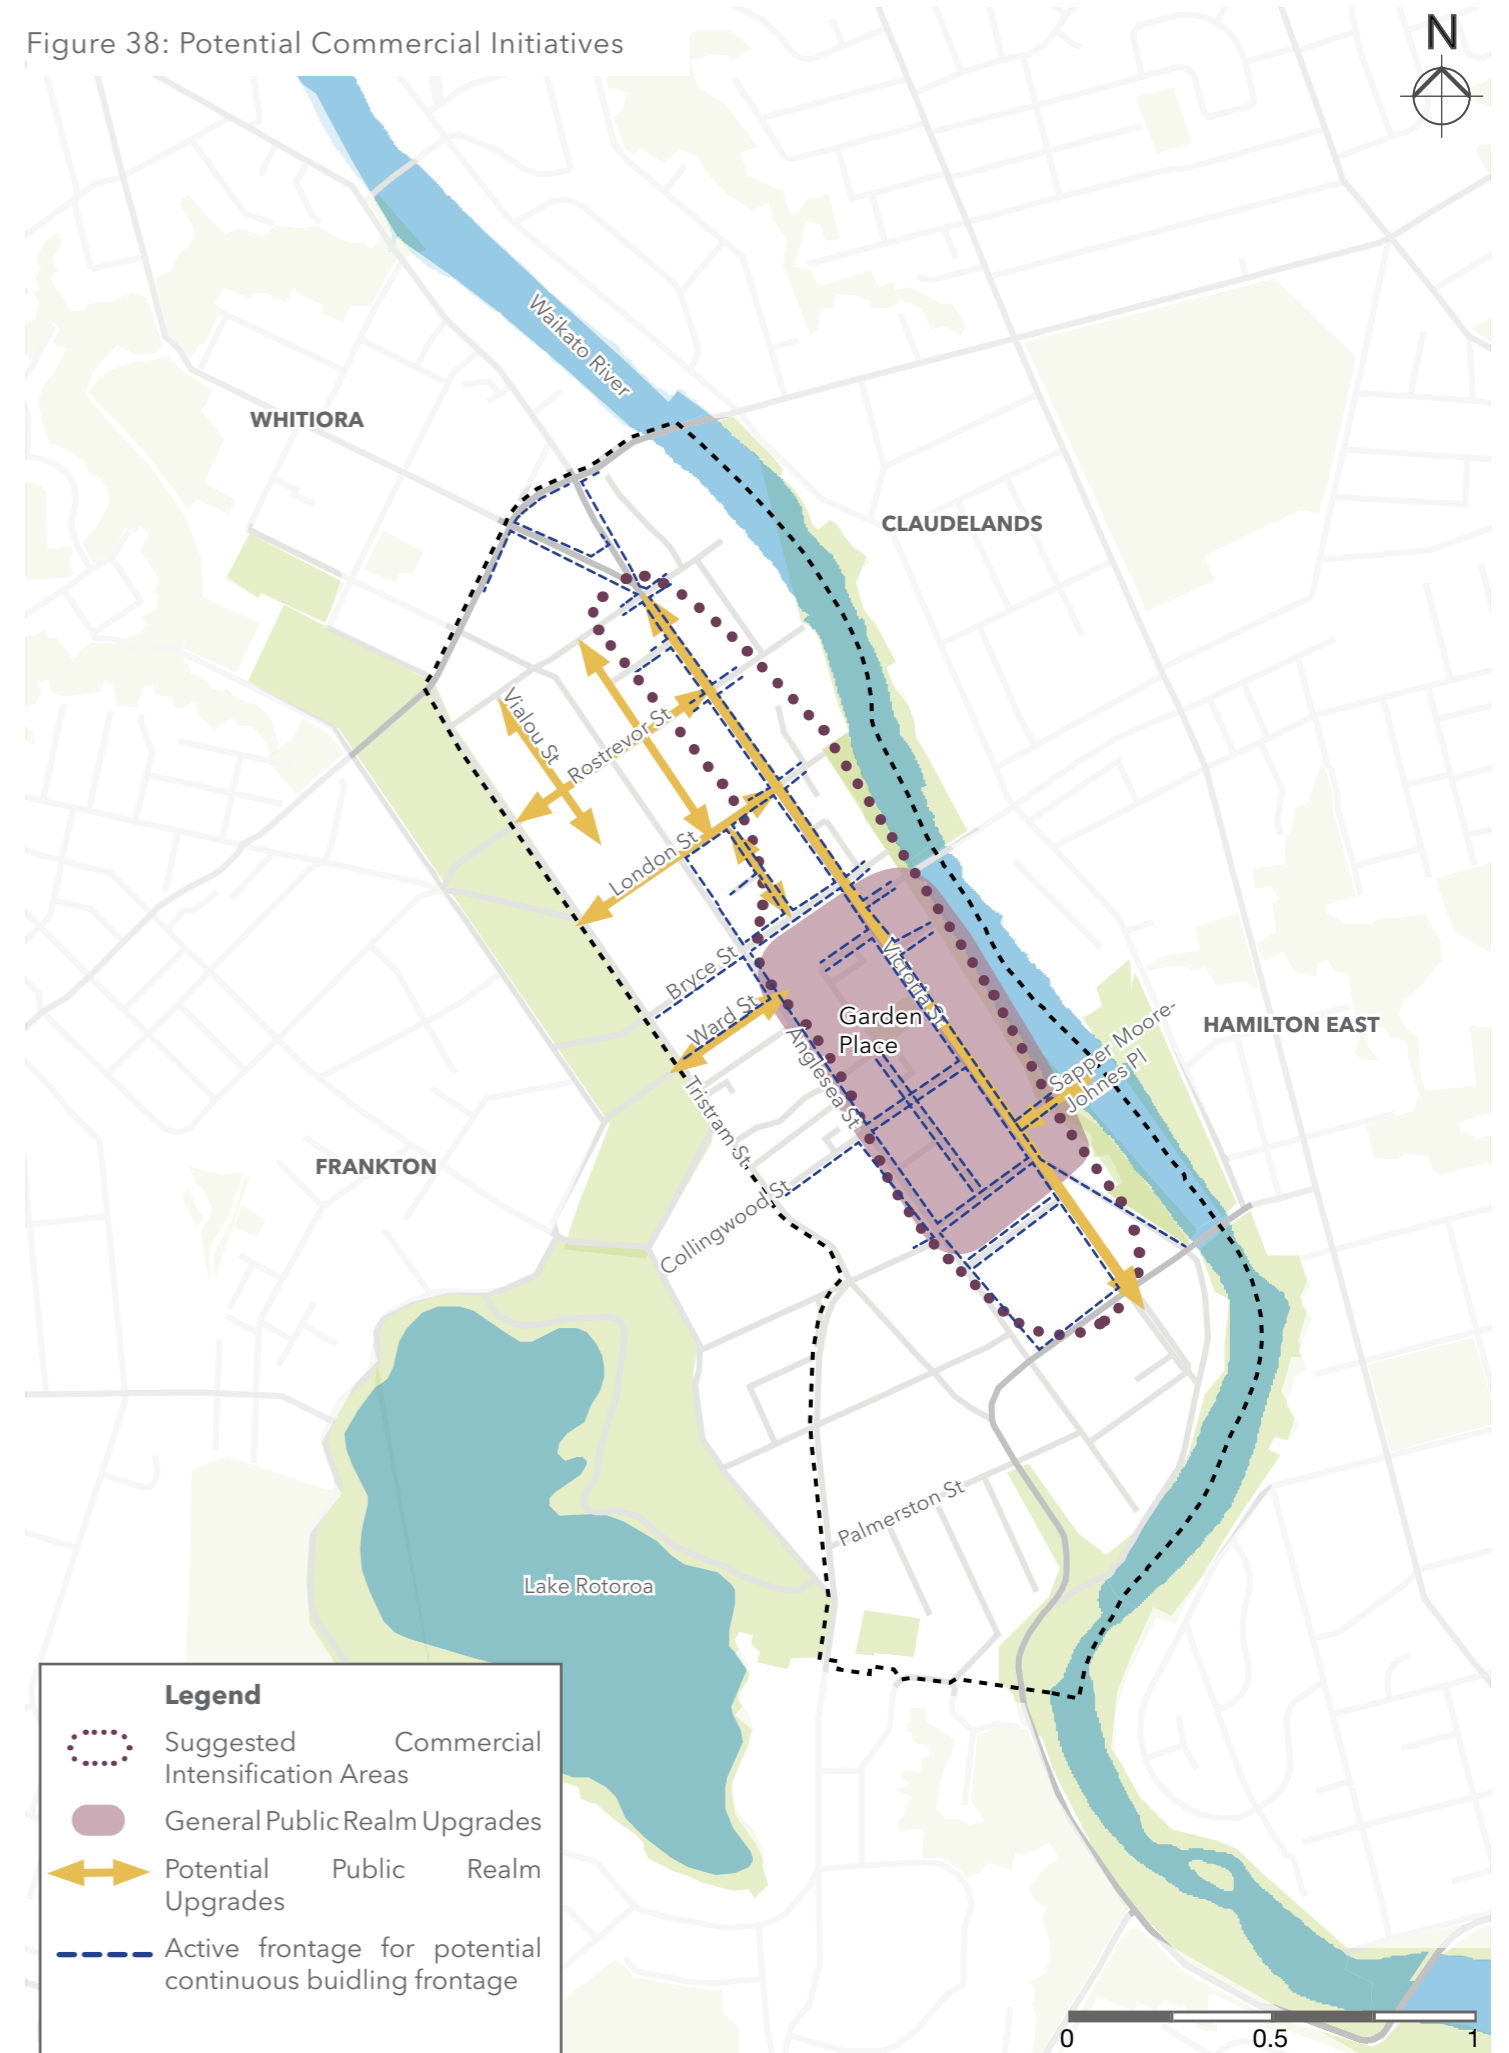 Figure 38: Potential Commercial Initiatives
N
Waikato River
WHITIORA
CLAUDELANDS
Vialou St
Rostrevor St
London St
Bryce St
Victoria St
Ward St
Garden
Place
Anglesea St
Sapper Moore-
Johnes Pl
HAMILTON EAST
Tristram St
FRANKTON
Collingwood St
Palmerston St
Lake Rotoroa
Legend
Suggested Commercial
Intensification Areas
General Public Realm Upgrades
Potential Public Realm
Upgrades
Active frontage for potential
continuous buidling frontage
0 0.5 1